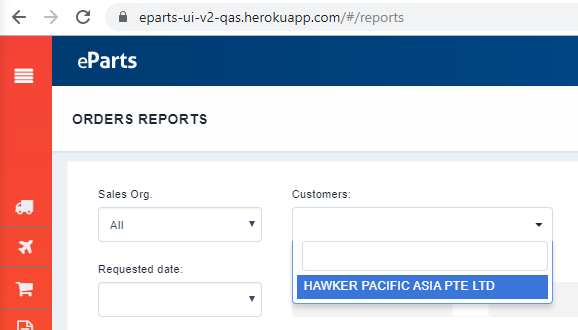 eparts-ui-v2-qas.herokuapp.com/#/reports
eParts
ORDERS REPORTS
Sales Org.
Customers:
All
HAWKER PACIFIC ASIA PTE LTD
Requested date: